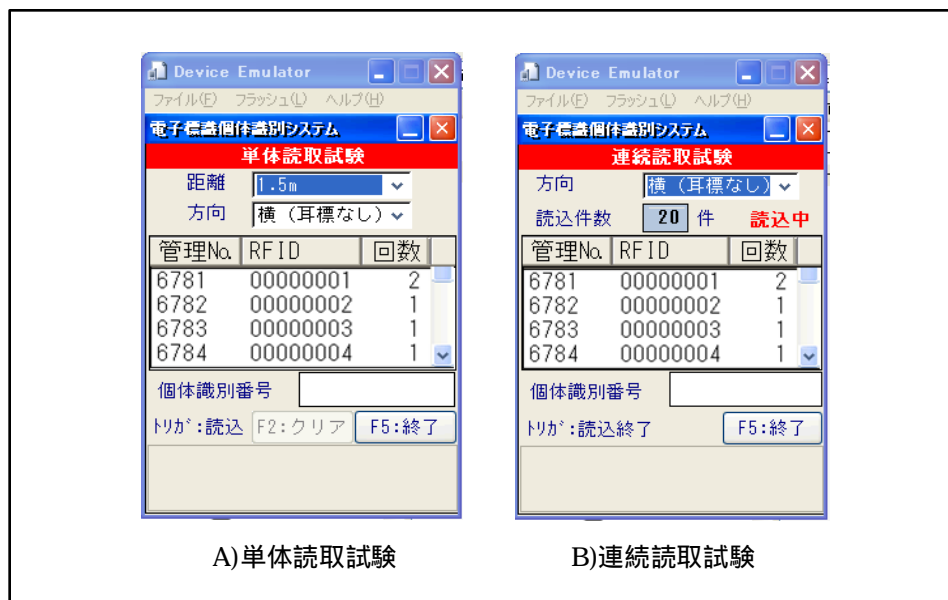 Device Emulator
ファイル(F) フラッシュ(L) ヘルプ(H)
電子標識個体識別システム
単体読取試験
距離 1.5m
方向 横（耳標なし）
管理No. RFID 回数
6781 00000001 2
6782 00000002 1
6783 00000003 1
6784 00000004 1
個体識別番号
ﾄﾘｶﾞ:読込 F2:クリア F5:終了
A)単体読取試験
Device Emulator
ファイル(F) フラッシュ(L) ヘルプ(H)
電子標識個体識別システム
連続読取試験
方向 横（耳標なし）
読込件数 20 件 読込中
管理No. RFID 回数
6781 00000001 2
6782 00000002 1
6783 00000003 1
6784 00000004 1
個体識別番号
ﾄﾘｶﾞ:読込終了 F5:終了
B)連続読取試験